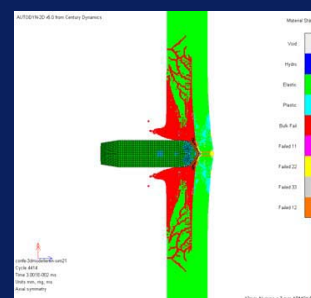 AUTODYN-2D v6.0 from Century Dynamics
Material Sta
Void
Hydro
Elastic
Plastic
Bulk Fail
Failed 11
Failed 22
Failed 33
Failed 12
Cycle 4414
Units mm, mg, ms
Axial symmetry